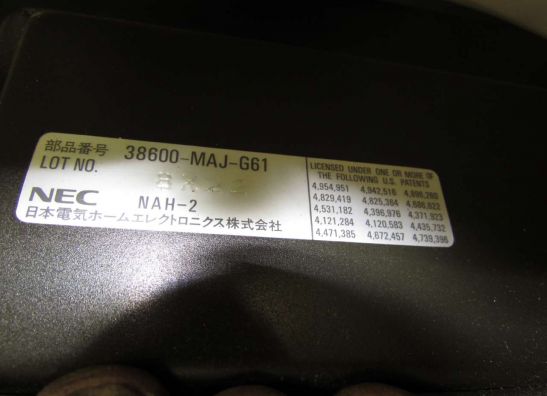 部品番号 38600-MAJ-G61
LOT NO.
NEC NAH-2
日本電気ホームエレクトロニクス株式会社
LICENSED UNDER ONE OR MORE OF
THE FOLLOWING U.S. PATENTS
4,954,951 4,942,516 4,698,260
4,829,419 4,825,364 4,686,622
4,531,182 4,396,976 4,371,923
4,121,284 4,120,583 4,435,732
4,471,385 4,672,457 4,739,396